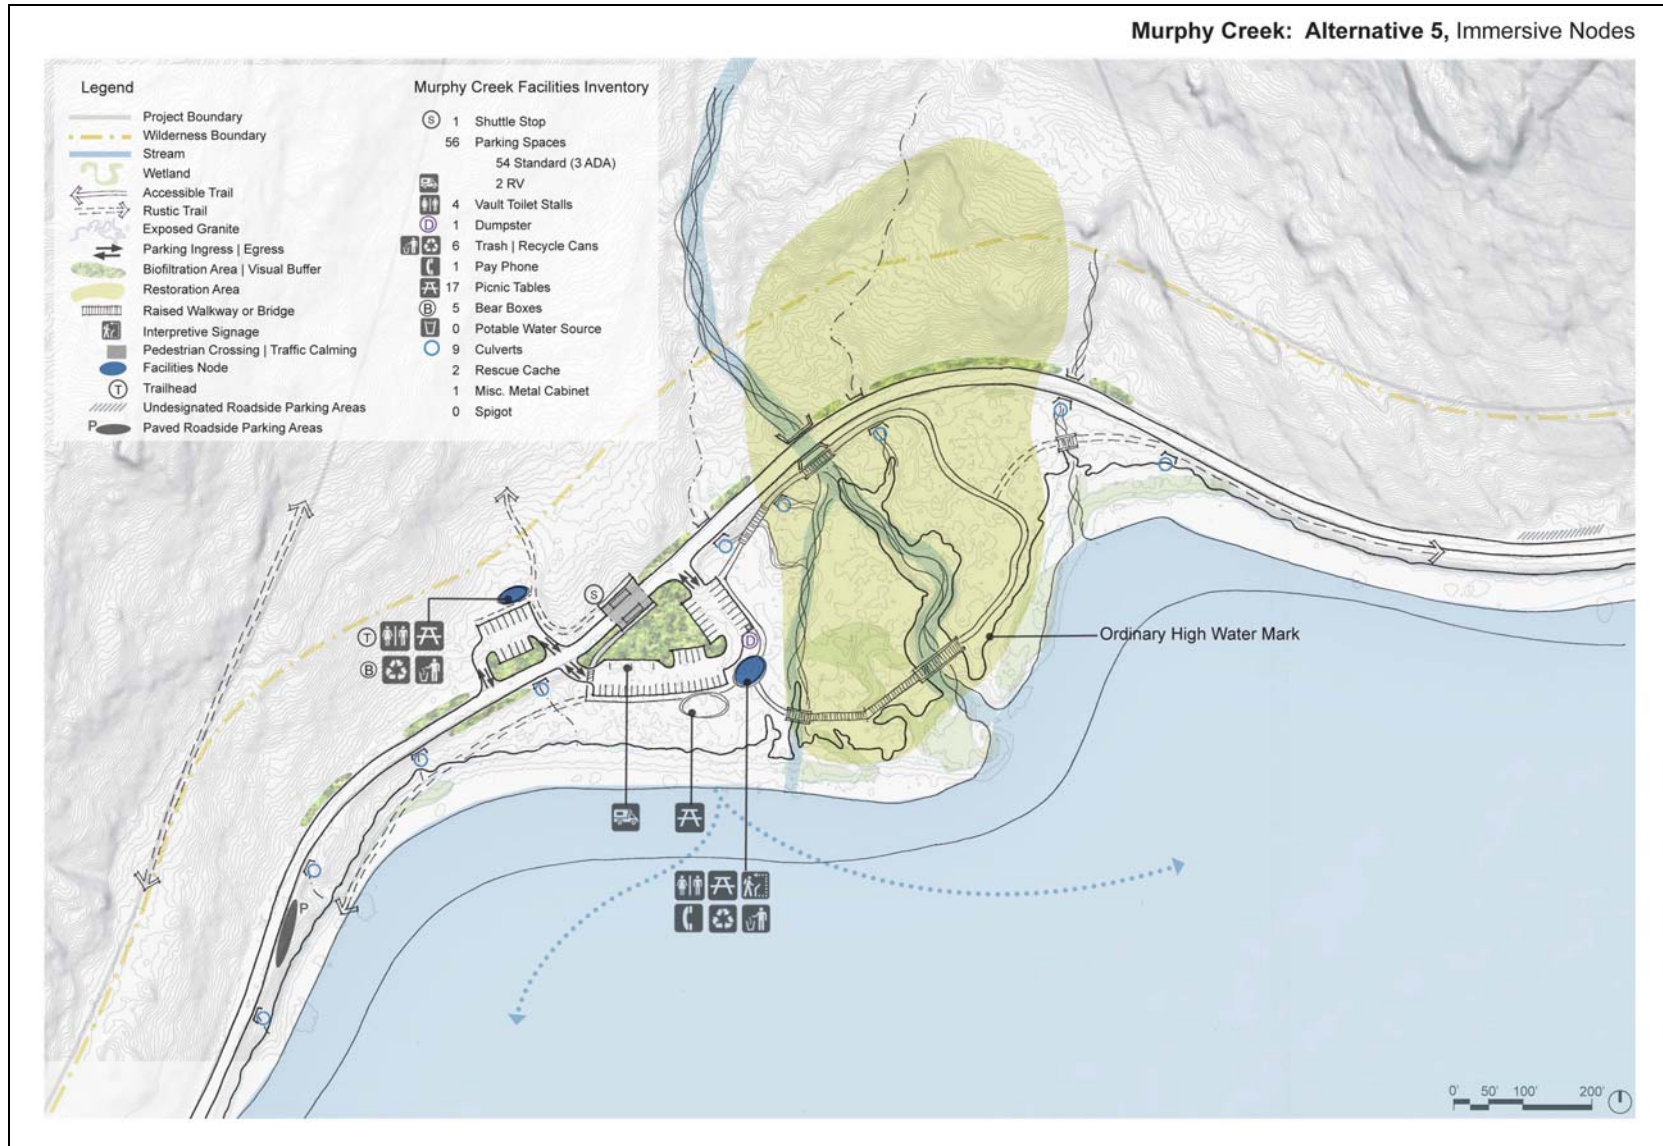 Murphy Creek: Alternative 5, Immersive Nodes
Legend
Project Boundary
Wilderness Boundary
Stream
Wetland
Accessible Trail
Rustic Trail
Exposed Granite
Parking Ingress | Egress
Biofiltration Area | Visual Buffer
Restoration Area
Raised Walkway or Bridge
Interpretive Signage
Pedestrian Crossing | Traffic Calming
Facilities Node
T Trailhead
Undesignated Roadside Parking Areas
P Paved Roadside Parking Areas
Murphy Creek Facilities Inventory
S 1 Shuttle Stop
56 Parking Spaces
54 Standard (3 ADA)
2 RV
4 Vault Toilet Stalls
D 1 Dumpster
6 Trash | Recycle Cans
1 Pay Phone
17 Picnic Tables
B 5 Bear Boxes
0 Potable Water Source
9 Culverts
2 Rescue Cache
1 Misc. Metal Cabinet
0 Spigot
S
T
B
D
Ordinary High Water Mark
P
0' 50' 100' 200'